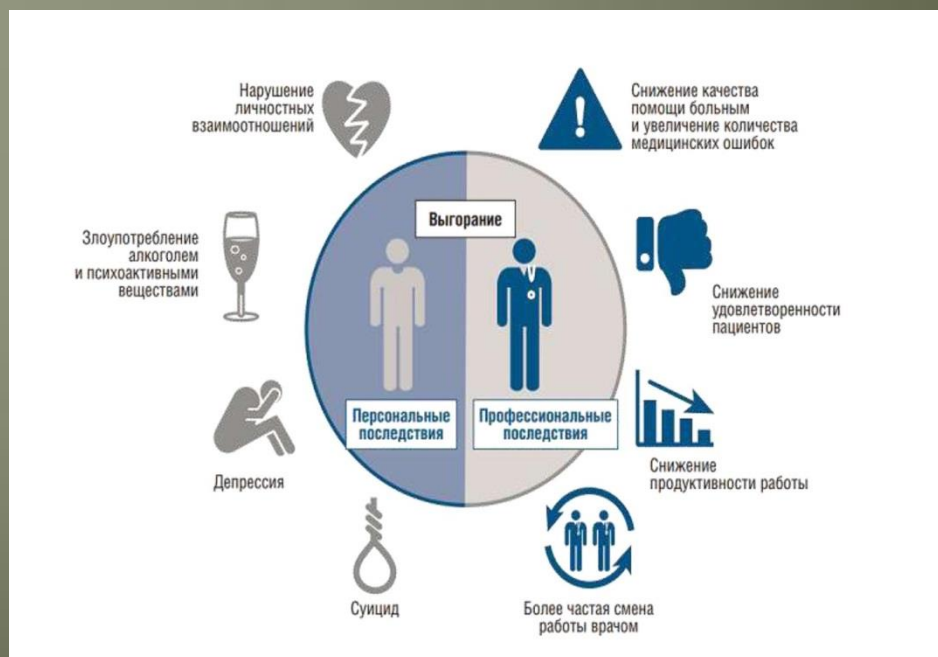 Нарушение
личностных
взаимоотношений
Снижение качества
помощи больным
и увеличение количества
медицинских ошибок
Выгорание
Злоупотребление
алкоголем
и психоактивными
веществами
Снижение
удовлетворенности
пациентов
Персональные
последствия
Профессиональные
последствия
Депрессия
Снижение
продуктивности работы
Суицид
Более частая смена
работы врачом